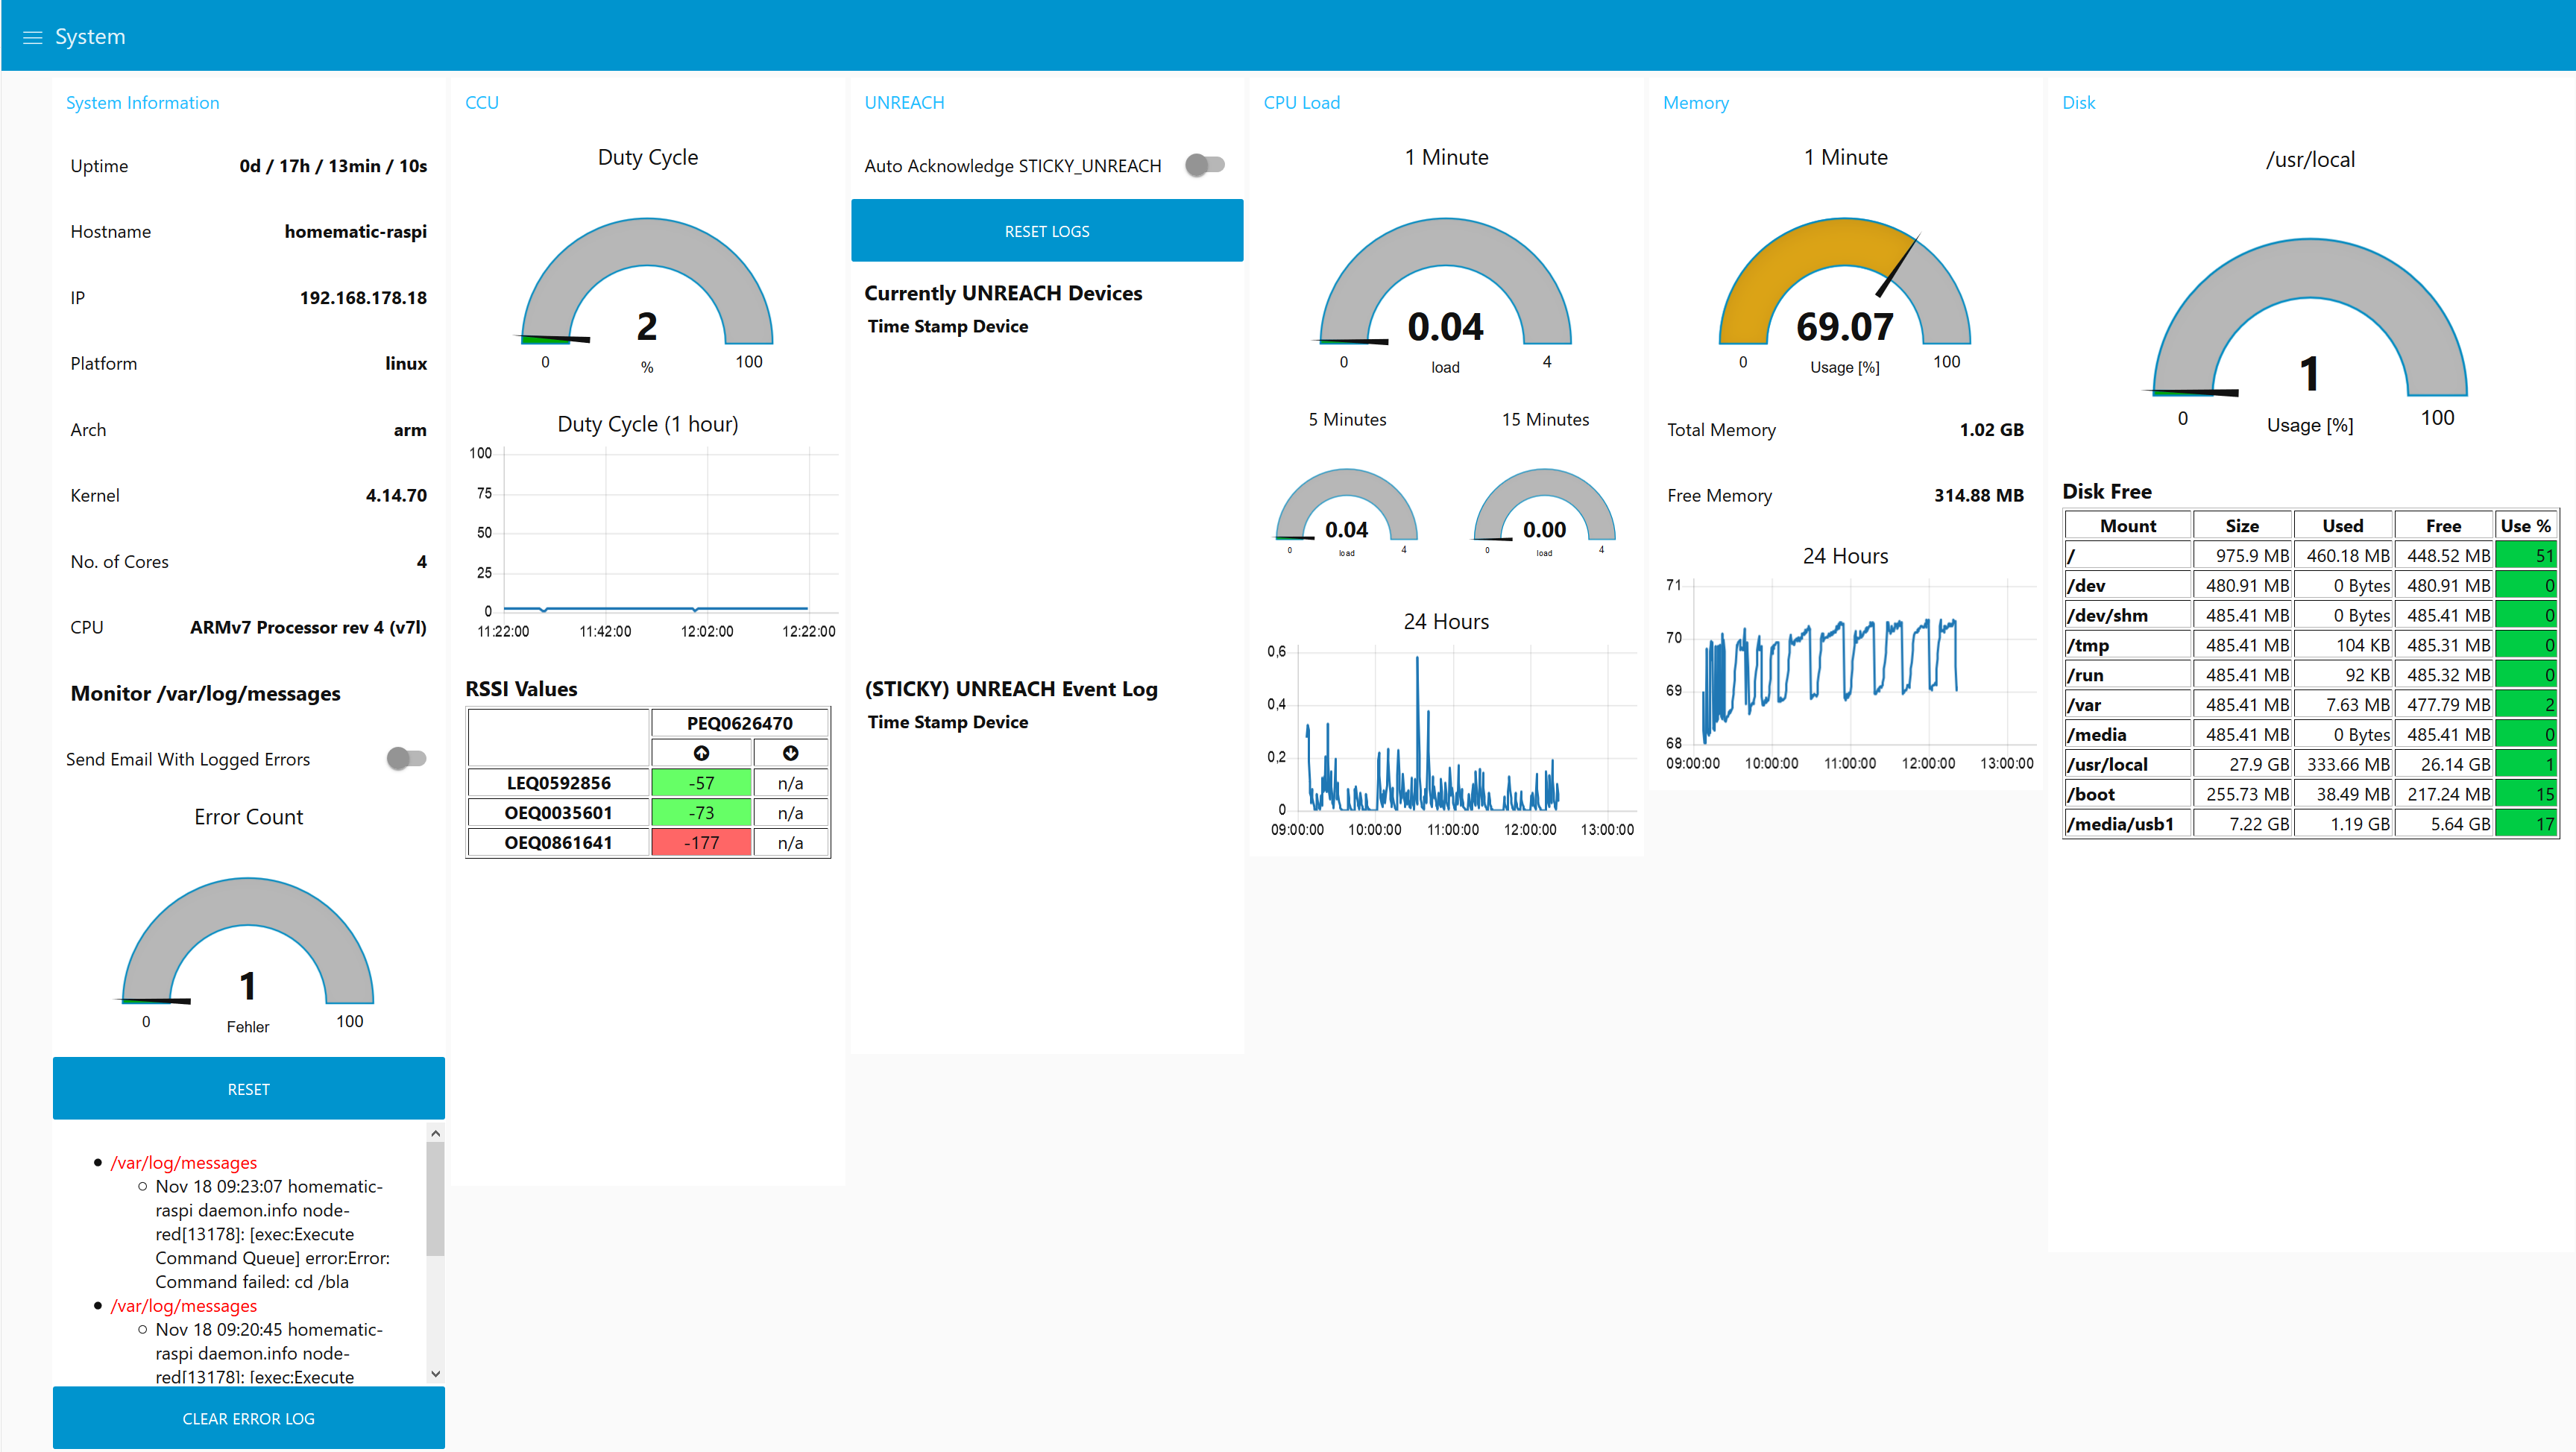 System
System Information
Uptime 0d / 17h / 13min / 10s
Hostname homematic-raspi
IP 192.168.178.18
Platform linux
Arch arm
Kernel 4.14.70
No. of Cores 4
CPU ARMv7 Processor rev 4 (v7l)
Monitor /var/log/messages
Send Email With Logged Errors
Error Count
1
0 Fehler 100
RESET
/var/log/messages
Nov 18 09:23:07 homematic-
raspi daemon.info node-
red[13178]: [exec:Execute
Command Queue] error:Error:
Command failed: cd /bla
/var/log/messages
Nov 18 09:20:45 homematic-
raspi daemon.info node-
red[13178]: [exec:Execute
CLEAR ERROR LOG
CCU
Duty Cycle
2
0 % 100
Duty Cycle (1 hour)
100
75
50
25
0
11:22:00 11:42:00 12:02:00 12:22:00
RSSI Values
PEQ0626470
LEQ0592856 -57 n/a
OEQ0035601 -73 n/a
OEQ0861641 -177 n/a
UNREACH
Auto Acknowledge STICKY_UNREACH
RESET LOGS
Currently UNREACH Devices
Time Stamp Device
(STICKY) UNREACH Event Log
Time Stamp Device
CPU Load
1 Minute
0.04
0 load 4
5 Minutes 15 Minutes
0.04 0.00
0 load 4 0 load 4
24 Hours
0,6
0,4
0,2
0
09:00:00 10:00:00 11:00:00 12:00:00 13:00:00
Memory
1 Minute
69.07
0 Usage [%] 100
Total Memory 1.02 GB
Free Memory 314.88 MB
24 Hours
71
70
69
68
09:00:00 10:00:00 11:00:00 12:00:00 13:00:00
Disk
/usr/local
1
0 Usage [%] 100
Disk Free
Mount Size Used Free Use %
/ 975.9 MB 460.18 MB 448.52 MB 51
/dev 480.91 MB 0 Bytes 480.91 MB 0
/dev/shm 485.41 MB 0 Bytes 485.41 MB 0
/tmp 485.41 MB 104 KB 485.31 MB 0
/run 485.41 MB 92 KB 485.32 MB 0
/var 485.41 MB 7.63 MB 477.79 MB 2
/media 485.41 MB 0 Bytes 485.41 MB 0
/usr/local 27.9 GB 333.66 MB 26.14 GB 1
/boot 255.73 MB 38.49 MB 217.24 MB 15
/media/usb1 7.22 GB 1.19 GB 5.64 GB 17